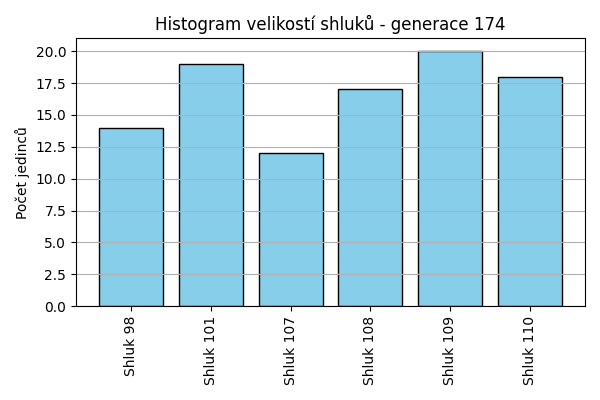 Histogram velikostí shluků - generace 174
Počet jedinců
20.0
17.5
15.0
12.5
10.0
7.5
5.0
2.5
0.0
Shluk 98
Shluk 101
Shluk 107
Shluk 108
Shluk 109
Shluk 110